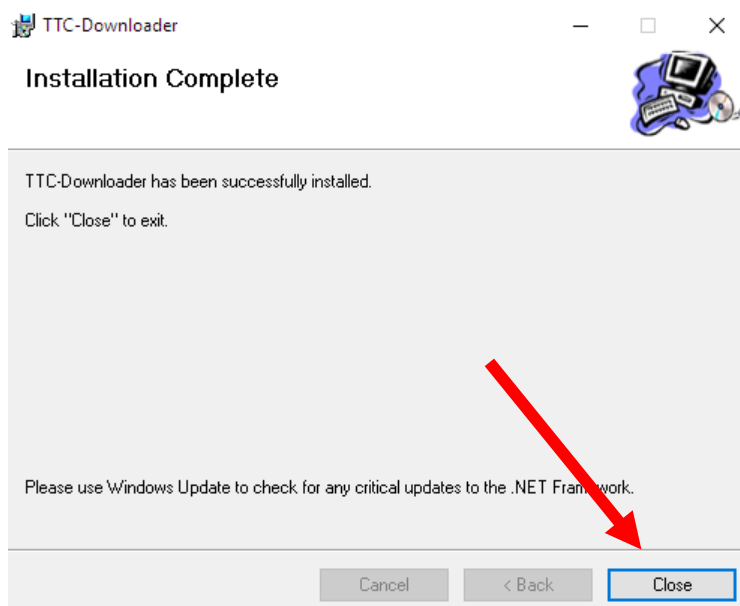 TTC-Downloader
Installation Complete
TTC-Downloader has been successfully installed.
Click "Close" to exit.
Please use Windows Update to check for any critical updates to the .NET Framework.
Cancel
< Back
Close